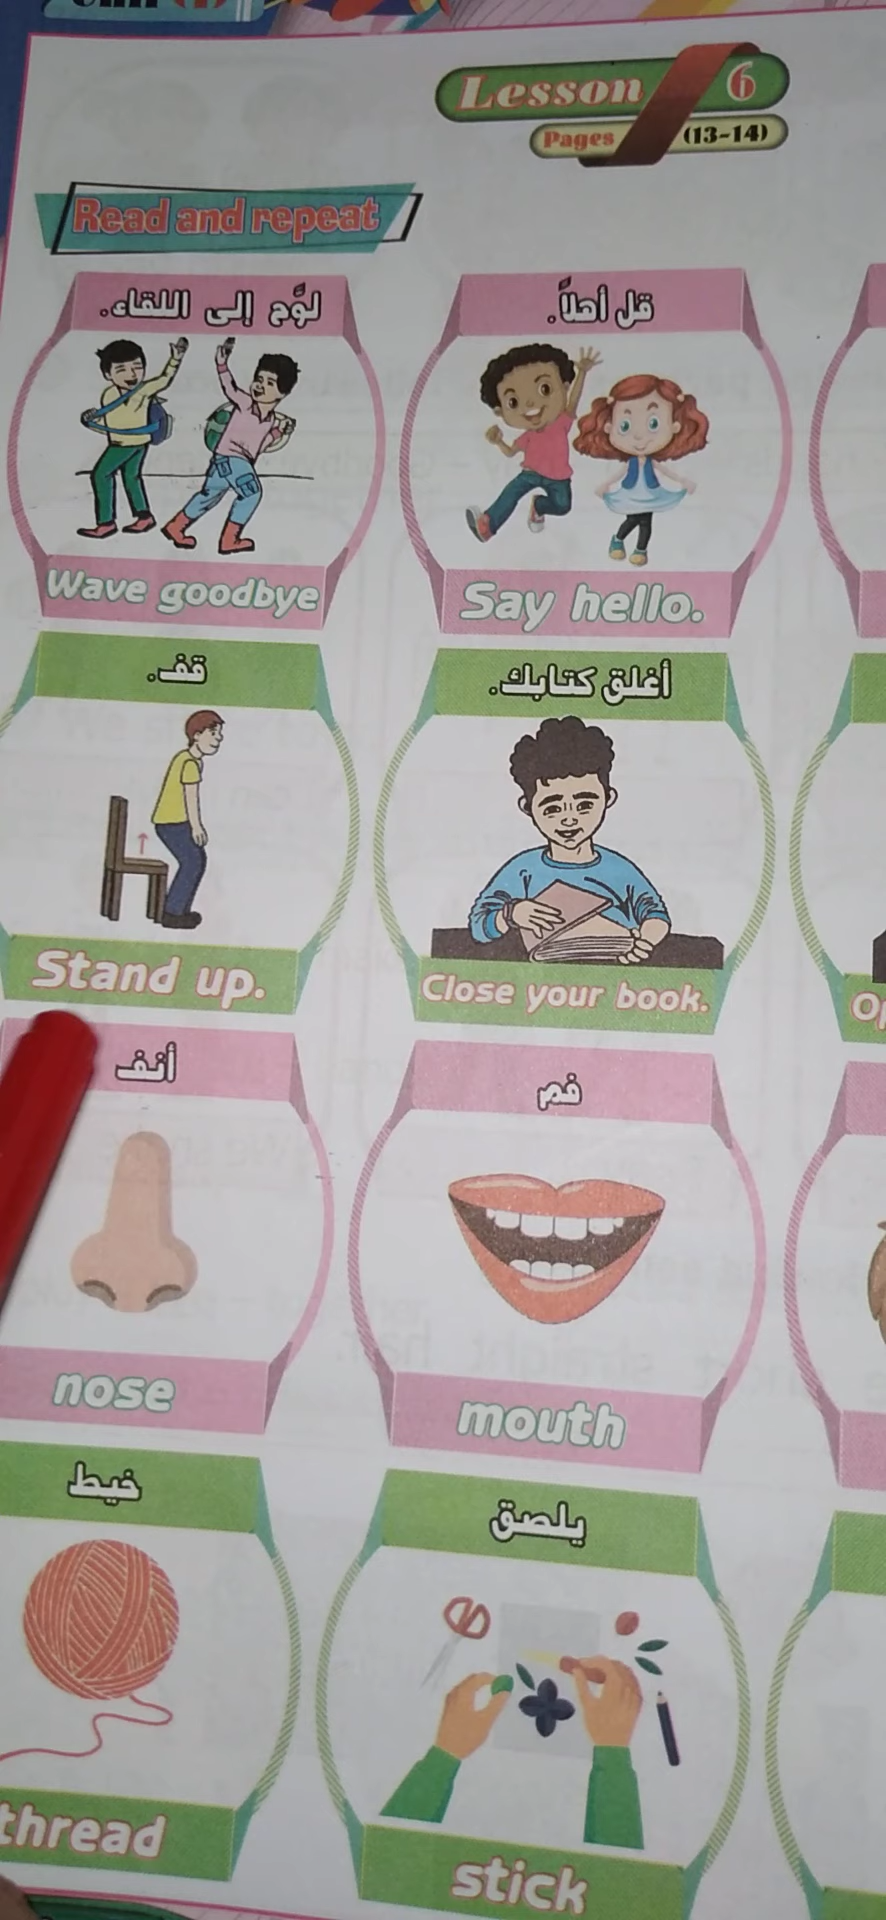 Lesson 6
Pages (13-14)
Read and repeat
لوَّح إلى اللقاء.
قل أهلاً.
Wave goodbye
Say hello.
قف.
أغلق كتابك.
Stand up.
Close your book.
أنف
فم
nose
mouth
خيط
يلصق
thread
stick